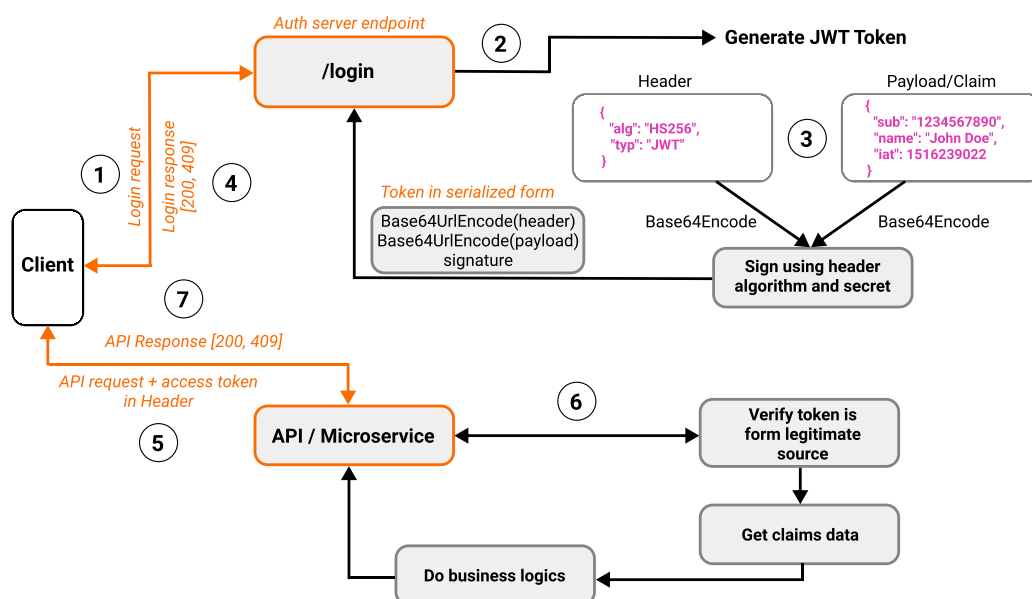 Auth server endpoint
/login
2
Generate JWT Token
Header
Payload/Claim
{
"alg": "HS256",
"typ": "JWT"
}
3
{
"sub": "1234567890",
"name": "John Doe",
"iat": 1516239022
}
1
Login request
Login response
[200, 409]
4
Token in serialized form
Base64UrlEncode(header)
Base64UrlEncode(payload)
signature
Base64Encode
Base64Encode
Sign using header
algorithm and secret
Client
7
API Response [200, 409]
API request + access token
in Header
5
API / Microservice
6
Verify token is
form legitimate
source
Get claims data
Do business logics